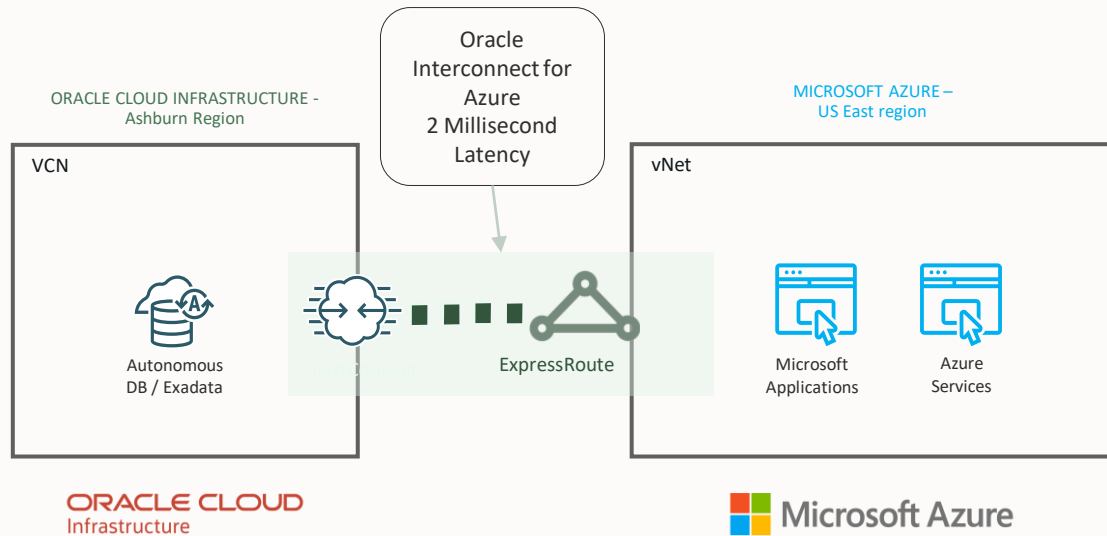 Oracle
Interconnect for
Azure
2 Millisecond
Latency
ORACLE CLOUD INFRASTRUCTURE -
Ashburn Region
MICROSOFT AZURE –
US East region
VCN
vNet
A
Autonomous
DB / Exadata
ExpressRoute
Microsoft
Applications
Azure
Services
ORACLE CLOUD
Infrastructure
Microsoft Azure